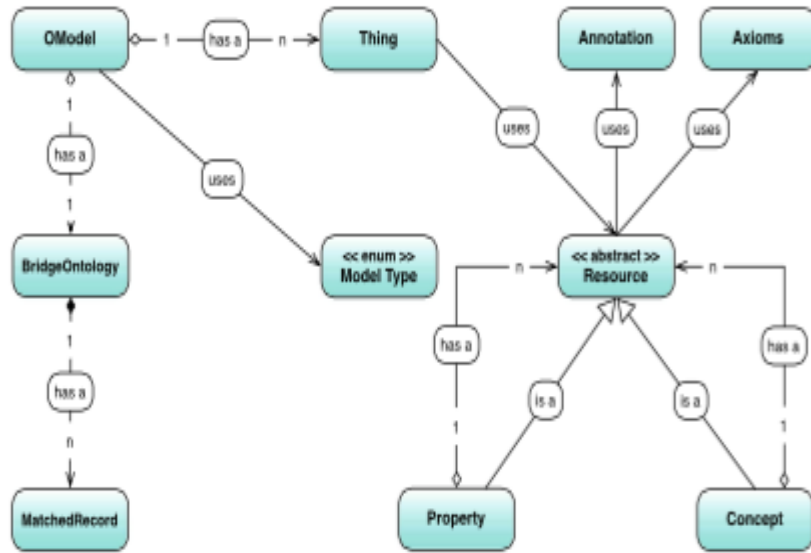 OModel
1
has a
n
Thing
Annotation
Axioms
1
has a
1
uses
uses
uses
uses
BridgeOntology
<< enum >>
Model Type
n
<< abstract >>
Resource
n
1
has a
n
has a
has a
is a
is a
1
1
MatchedRecord
Property
Concept